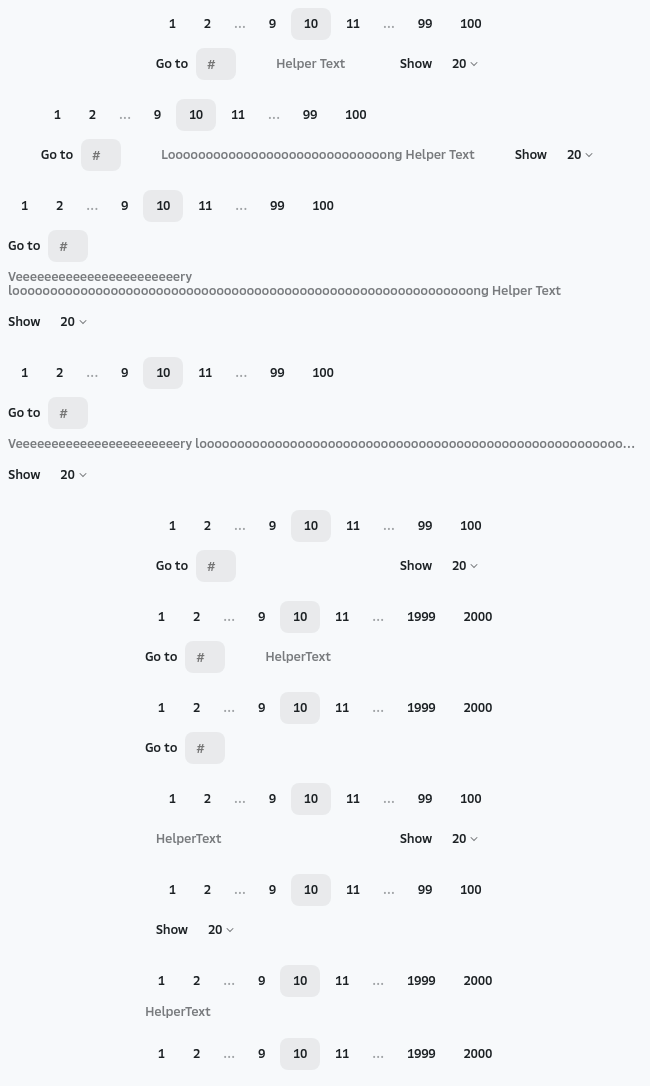 1 2 … 9 10 11 … 99 100
Go to # Helper Text Show 20
1 2 … 9 10 11 … 99 100
Go to # Looooooooooooooooooooooooooooong Helper Text Show 20
1 2 … 9 10 11 … 99 100
Go to #
Veeeeeeeeeeeeeeeeeeeeeeery
looooooooooooooooooooooooooooooooooooooooooooooooooooooooooooong Helper Text
Show 20
1 2 … 9 10 11 … 99 100
Go to #
Veeeeeeeeeeeeeeeeeeeeeeery loooooooooooooooooooooooooooooooooooooooooooooooooooooooo…
Show 20
1 2 … 9 10 11 … 99 100
Go to # Show 20
1 2 … 9 10 11 … 1999 2000
Go to # HelperText
1 2 … 9 10 11 … 1999 2000
Go to #
1 2 … 9 10 11 … 99 100
HelperText Show 20
1 2 … 9 10 11 … 99 100
Show 20
1 2 … 9 10 11 … 1999 2000
HelperText
1 2 … 9 10 11 … 1999 2000